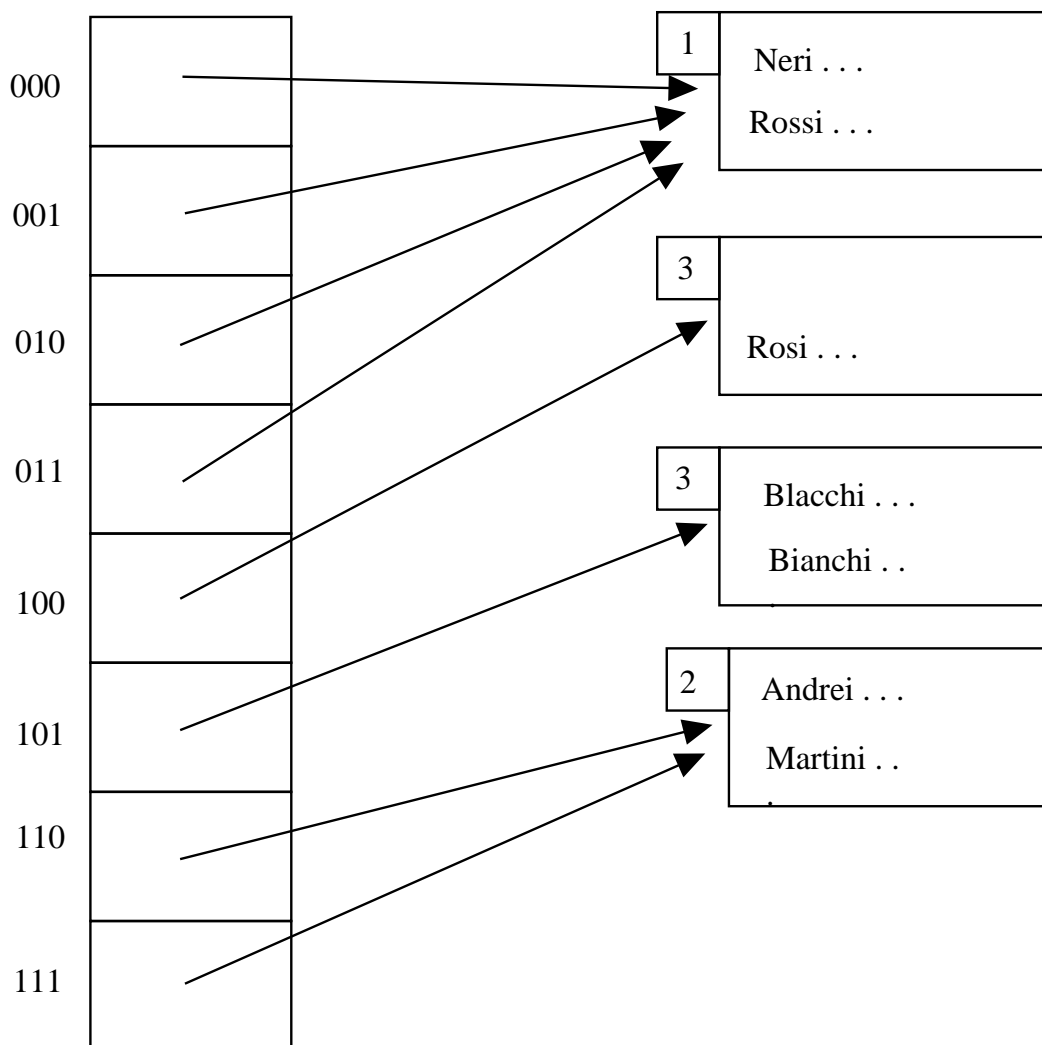 000
001
010
011
100
101
110
111
1
Neri . . .
Rossi . . .
3
Rosi . . .
3
Blacchi . . .
Bianchi . .
.
2
Andrei . . .
Martini . .
.